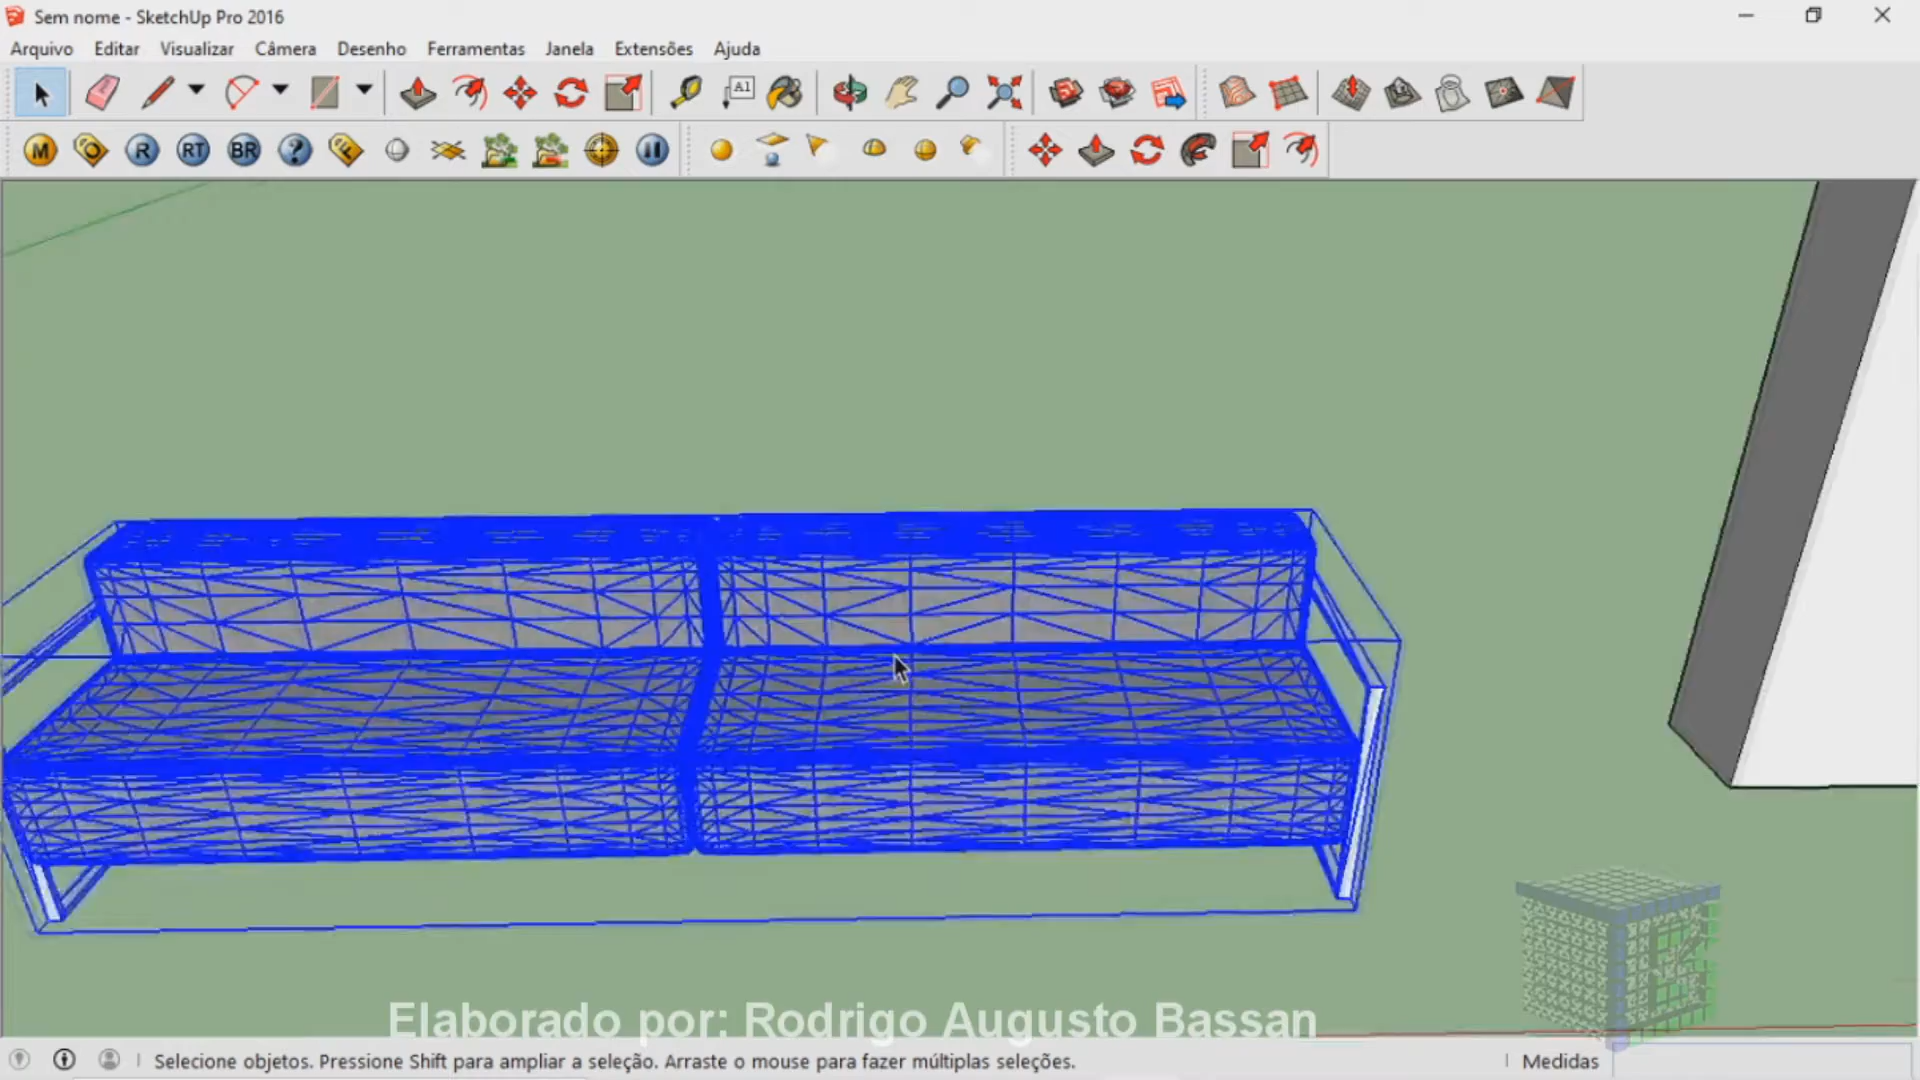 Sem nome - SketchUp Pro 2016
Arquivo Editar Visualizar Câmera Desenho Ferramentas Janela Extensões Ajuda
A1
M O R RT BR ? F
Elaborado por: Rodrigo Augusto Bassan
Selecione objetos. Pressione Shift para ampliar a seleção. Arraste o mouse para fazer múltiplas seleções.
Medidas